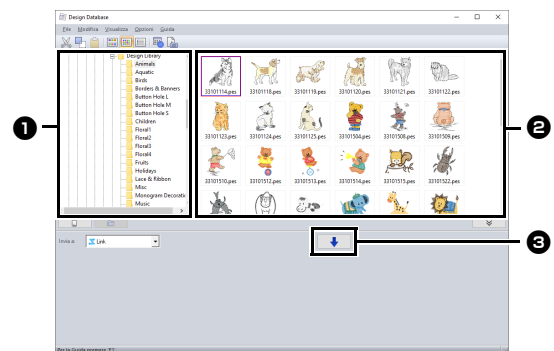 Design Database
File Modifica Visualizza Opzioni Guida
Design Library
Animals
Aquatic
Birds
Borders & Banners
Button Hole L
Button Hole M
Button Hole S
Children
Floral1
Floral2
Floral3
Floral4
Fruits
Holidays
Lace & Ribbon
Misc
Monogram Decoratic
Music
33101114.pes 33101118.pes 33101119.pes 33101120.pes 33101121.pes 33101122.pes
33101123.pes 33101124.pes 33101125.pes 33101504.pes 33101508.pes 33101509.pes
33101510.pes 33101512.pes 33101513.pes 33101514.pes 33101515.pes 33101522.pes
1
2
Invia a Link
3
Per la Guida premere 'F1'